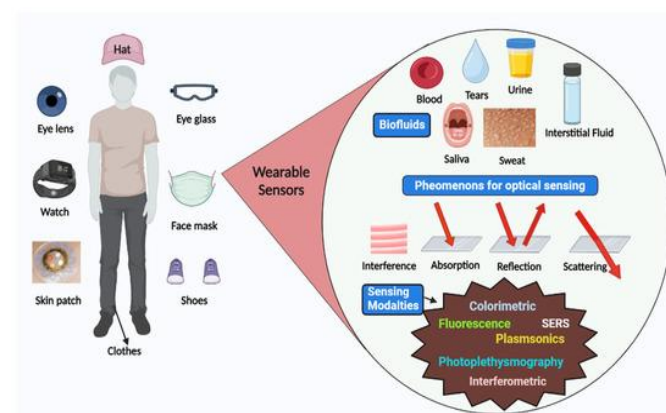 Hat
Eye lens
Eye glass
Watch
Face mask
Skin patch
Shoes
Clothes
Wearable
Sensors
Blood
Tears
Urine
Interstitial Fluid
Biofluids
Saliva
Sweat
Pheomenons for optical sensing
Interference
Absorption
Reflection
Scattering
Sensing
Modalties
Colorimetric
Fluorescence
SERS
Plasmsonics
Photoplethysmography
Interferometric